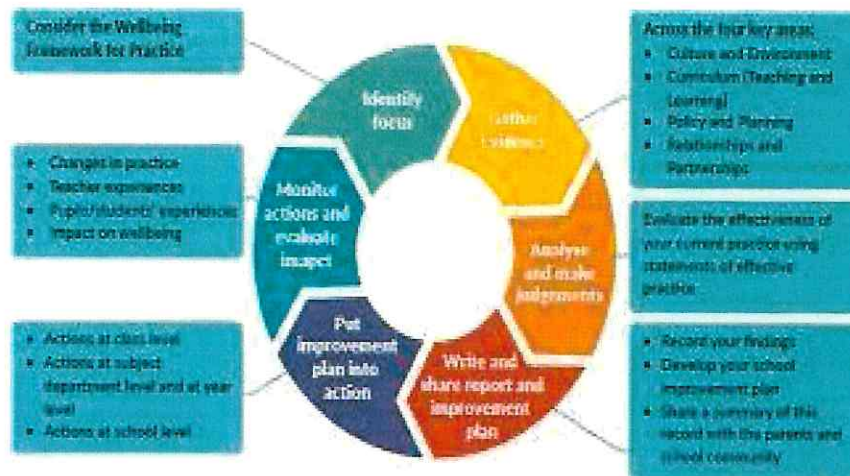 Consider the Wellbeing
Framework for Practice
Identify
focus
Gather
evidence
Across the four key areas:
• Culture and Environment
• Curriculum (Teaching and
Learning)
• Policy and Planning
• Relationships and
Partnerships
• Changes in practice
• Teacher experiences
• Pupils/students' experiences
• Impact on wellbeing
Monitor
actions and
evaluate
imapct
Analyse
and make
judgements
Evaluate the effectiveness of
your current practice using
statements of effective
practice
• Actions at class level
• Actions at subject
department level and at year
level
• Actions at school level
Put
improvement
plan into
action
Write and
share report and
improvement
plan
• Record your findings
• Develop your school
improvement plan
• Share a summary of this
record with the parents and
school community